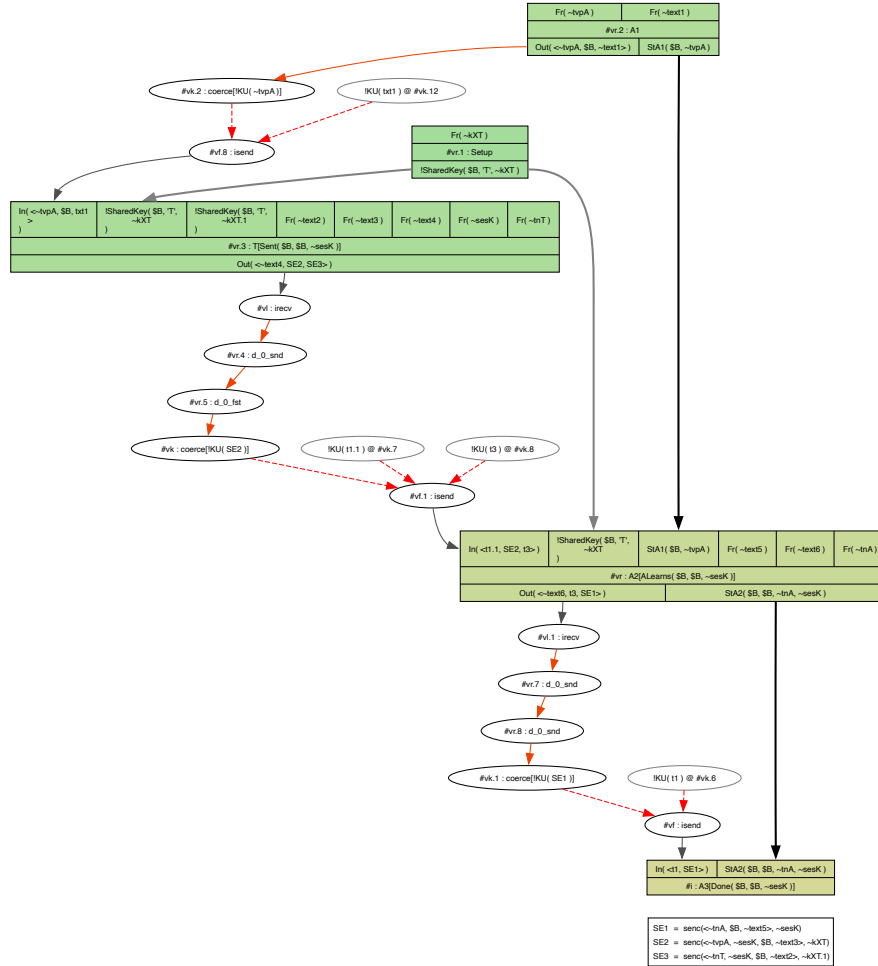 Fr( ~tvpA ) Fr( ~text1 )
#vr.2 : A1
Out( <~tvpA, $B, ~text1> ) StA1( $B, ~tvpA )
#vk.2 : coerce[!KU( ~tvpA )] !KU( txt1 ) @ #vk.12
Fr( ~kXT )
#vr.1 : Setup
!SharedKey( $B, 'T', ~kXT )
#vf.8 : isend
In( <~tvpA, $B, txt1
>
)
!SharedKey( $B, 'T',
~kXT
)
!SharedKey( $B, 'T',
~kXT.1
)
Fr( ~text2 ) Fr( ~text3 ) Fr( ~text4 ) Fr( ~sesK ) Fr( ~tnT )
#vr.3 : T[Sent( $B, $B, ~sesK )]
Out( <~text4, SE2, SE3> )
#vl : irecv
#vr.4 : d_0_snd
#vr.5 : d_0_fst
#vk : coerce[!KU( SE2 )] !KU( t1.1 ) @ #vk.7 !KU( t3 ) @ #vk.8
#vf.1 : isend
In( <t1.1, SE2, t3> )
!SharedKey( $B, 'T',
~kXT
)
StA1( $B, ~tvpA ) Fr( ~text5 ) Fr( ~text6 ) Fr( ~tnA )
#vr : A2[ALearns( $B, $B, ~sesK )]
Out( <~text6, t3, SE1> ) StA2( $B, $B, ~tnA, ~sesK )
#vl.1 : irecv
#vr.7 : d_0_snd
#vr.8 : d_0_snd
#vk.1 : coerce[!KU( SE1 )] !KU( t1 ) @ #vk.6
#vf : isend
In( <t1, SE1> ) StA2( $B, $B, ~tnA, ~sesK )
#i : A3[Done( $B, $B, ~sesK )]
SE1 = senc(<~tnA, $B, ~text5>, ~sesK)
SE2 = senc(<~tvpA, ~sesK, $B, ~text3>, ~kXT)
SE3 = senc(<~tnT, ~sesK, $B, ~text2>, ~kXT.1)